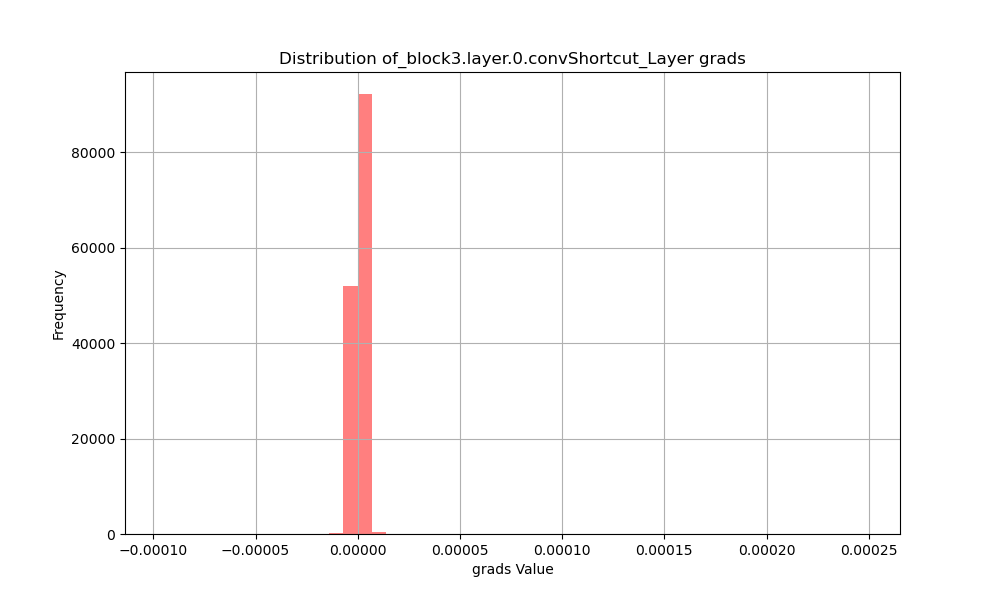 Distribution of_block3.layer.0.convShortcut_Layer grads
Frequency
80000
60000
40000
20000
0
−0.00010 −0.00005 0.00000 0.00005 0.00010 0.00015 0.00020 0.00025
grads Value